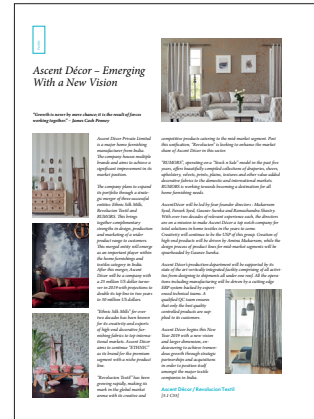 Ascent Décor – Emerging
With a New Vision
"Growth is never by mere chance; it is the result of forces
working together" – James Cash Penney
Ascent Décor Private Limited
is a major home furnishing
manufacturer from India.
The company houses multiple
brands and aims to achieve a
significant improvement in its
market position.
The company plans to expand
its portfolio through a strate-
gic merger of three successful
entities: Ethnic Silk Mills,
Revolution Textil and
RUMORS. This brings
together complimentary
strengths in design, production
and marketing of a wider
product range to customers.
This merged entity will emerge
as an important player within
the home furnishings and
textiles category in India.
After this merger, Ascent
Décor will be a company with
a 25 million US dollar turno-
ver in 2019 with projections to
double its top line in two years
to 50 million US dollars.
"Ethnic Silk Mills" for over
two decades has been known
for its creativity and experts
of high-end decorative fur-
nishing fabrics to top interna-
tional markets. Ascent Décor
aims to continue "ETHNIC"
as its brand for the premium
segment with a niche product
line.
"Revolution Textil" has been
growing rapidly, making its
mark in the global market
arena with its creative and
competitive products catering to the mid-market segment. Post
this unification, "Revolution" is looking to enhance the market
share of Ascent Décor in this sector.
"RUMORS", operating on a "Stock n Sale" model in the past five
years, offers beautifully compiled collections of draperies, sheers,
upholstery, velvets, prints, plains, textures and other value added
decorative fabrics in the domestic and international markets.
RUMORS is working towards becoming a destination for all
home furnishing needs.
Ascent Décor will be led by four founder directors - Maharam
Syed, Farook Syed, Gaurav Sureka and Ramachandra Shastry.
With over two decades of relevant experience each, the directors
are on a mission to make Ascent Décor a top notch company for
total solutions in home textiles in the years to come.
Creativity will continue to be the USP of this group. Creation of
high-end products will be driven by Amina Maharam, while the
design process of product lines for mid-market segments will be
spearheaded by Gaurav Sureka.
Ascent Décor's production department will be supported by its
state of the art vertically integrated facility comprising of all activi-
ties from designing to shipments all under one roof. All the opera-
tions including manufacturing will be driven by a cutting edge
ERP system backed by experi-
enced technical teams. A
qualified QC team ensures
that only the best quality
controlled products are sup-
plied to its customers.
Ascent Décor begins this New
Year 2019 with a new vision
and larger dimension, en-
deavouring to achieve tremen-
dous growth through strategic
partnerships and acquisitions
in order to position itself
amongst the major textile
companies in India.
Ascent Décor / Revolucion Textil
[3.1 C55]